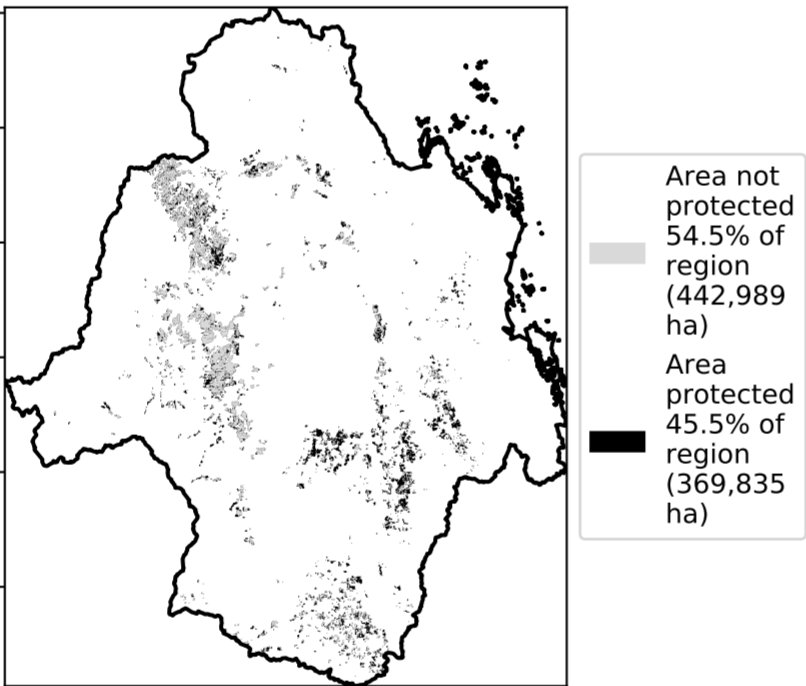 Area not
protected
54.5% of
region
(442,989
ha)
Area
protected
45.5% of
region
(369,835
ha)